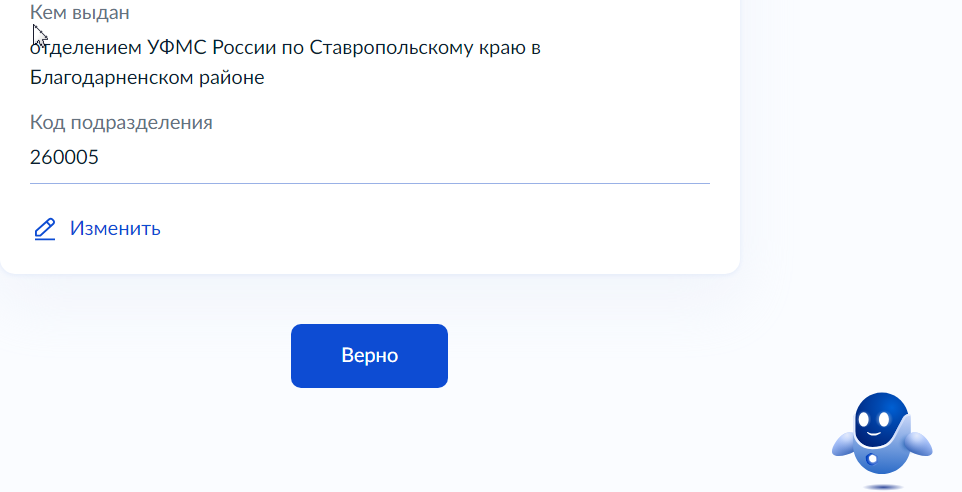 Кем выдан
отделением УФМС России по Ставропольскому краю в
Благодарненском районе
Код подразделения
260005
Изменить
Верно